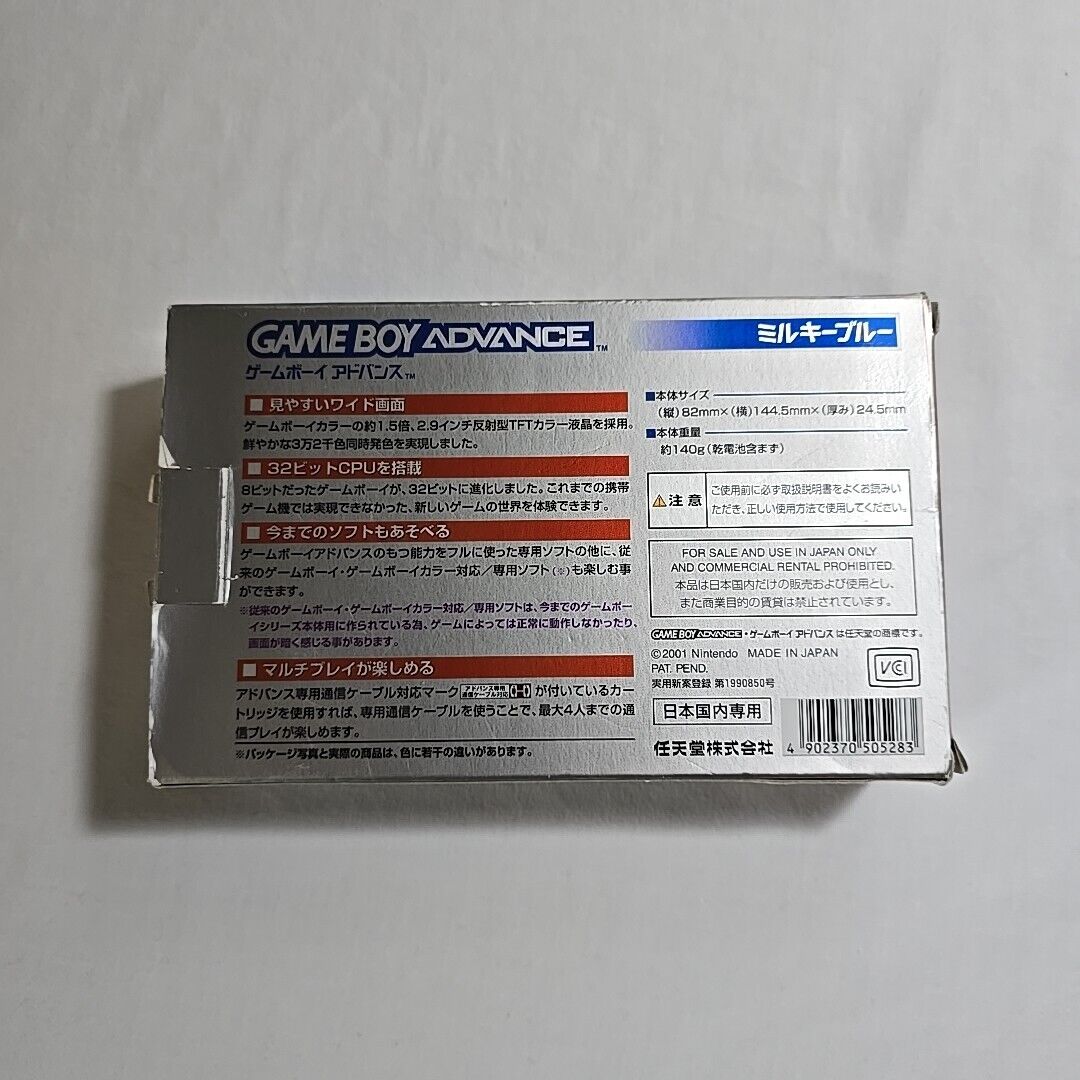 GAME BOY ADVANCE™
ゲームボーイ アドバンス™
■ 見やすいワイド画面
ゲームボーイカラーの約1.5倍、2.9インチ反射型TFTカラー液晶を採用。
鮮やかな3万2千色同時発色を実現しました。
■ 32ビットCPUを搭載
8ビットだったゲームボーイが、32ビットに進化しました。これまでの携帯
ゲーム機では実現できなかった、新しいゲームの世界を体験できます。
■ 今までのソフトもあそべる
ゲームボーイアドバンスのもつ能力をフルに使った専用ソフトの他に、従
来のゲームボーイ・ゲームボーイカラー対応/専用ソフト(※)も楽しむ事
ができます。
※従来のゲームボーイ・ゲームボーイカラー対応/専用ソフトは、今までのゲームボー
イシリーズ本体用に作られている為、ゲームによっては正常に動作しなかったり、
画面が暗く感じる事があります。
■ マルチプレイが楽しめる
アドバンス専用通信ケーブル対応マーク アドバンス専用 通信ケーブル対応 が付いているカー
トリッジを使用すれば、専用通信ケーブルを使うことで、最大4人までの通
信プレイが楽しめます。
※パッケージ写真と実際の商品は、色に若干の違いがあります。
ミルキーブルー
■本体サイズ
(縦)82mm×(横)144.5mm×(厚み)24.5mm
■本体重量
約140g(乾電池含まず)
⚠注意
ご使用前に必ず取扱説明書をよくお読みい
ただき、正しい使用方法で使用してください。
FOR SALE AND USE IN JAPAN ONLY
AND COMMERCIAL RENTAL PROHIBITED.
本品は日本国内だけの販売および使用とし、
また商業目的の賃貸は禁止されています。
GAME BOY ADVANCE・ゲームボーイ アドバンス は任天堂の商標です。
©2001 Nintendo MADE IN JAPAN
PAT. PEND.
実用新案登録 第1990850号
VCCI
日本国内専用
任天堂株式会社
4 902370 505283